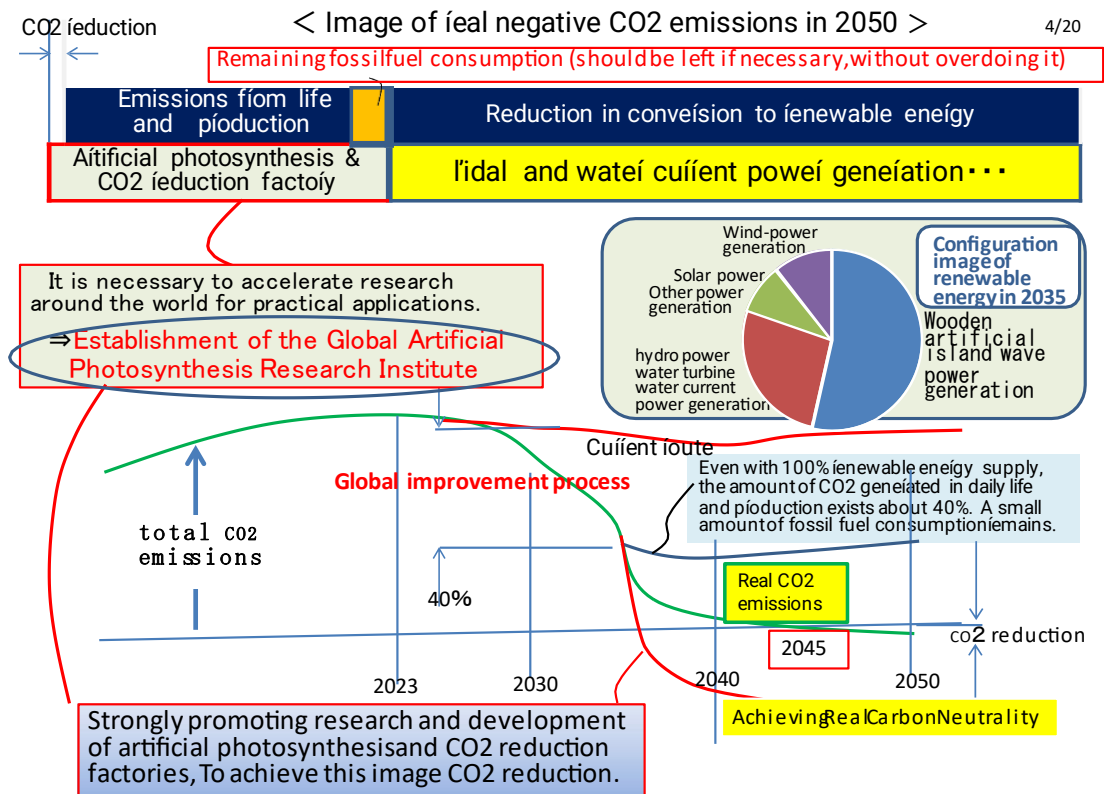 CO2 íeduction
< Image of íeal negative CO2 emissions in 2050 >
4/20
Remaining fossilfuel consumption (should be left if necessary,without overdoing it)
Emissions fíom life
and píoduction
Reduction in conveísion to íenewable eneígy
Aítificial photosynthesis &
CO2 íeduction factoíy
l'idal and wateí cuííent poweí geneíation･･･
Wind-power
generation
Solar power
Other power
generation
hydro power
water turbine
water current
power generation
Configuration
image of
renewable
energy in 2035
Wooden
artificial
island wave
power
generation
It is necessary to accelerate research
around the world for practical applications.
⇒Establishment of the Global Artificial
Photosynthesis Research Institute
Cuííent íoute
Global improvement process
Even with 100% íenewable eneígy supply,
the amount of CO2 geneíated in daily life
and píoduction exists about 40%. A small
amount of fossil fuel consumptioníemains.
total CO2
emissions
40%
Real CO2
emissions
2045
co2 reduction
2023
2030
2040
2050
Achieving Real Carbon Neutrality
Strongly promoting research and development
of artificial photosynthesisand CO2 reduction
factories, To achieve this image CO2 reduction.